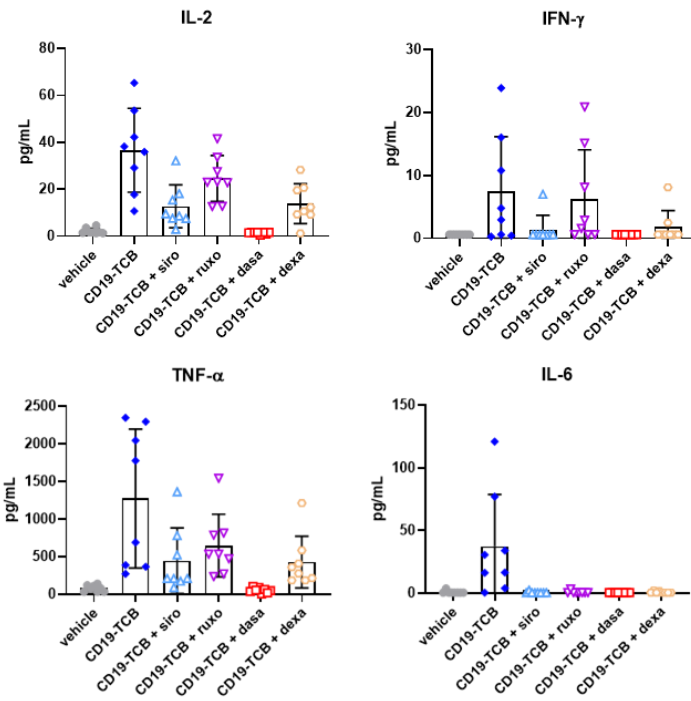 IL-2
80
60
40
20
0
pg/mL
vehicle
CD19-TCB
CD19-TCB + siro
CD19-TCB + ruxo
CD19-TCB + dasa
CD19-TCB + dexa
IFN-γ
30
20
10
0
pg/mL
vehicle
CD19-TCB
CD19-TCB + siro
CD19-TCB + ruxo
CD19-TCB + dasa
CD19-TCB + dexa
TNF-α
2500
2000
1500
1000
500
0
pg/mL
vehicle
CD19-TCB
CD19-TCB + siro
CD19-TCB + ruxo
CD19-TCB + dasa
CD19-TCB + dexa
IL-6
150
100
50
0
pg/mL
vehicle
CD19-TCB
CD19-TCB + siro
CD19-TCB + ruxo
CD19-TCB + dasa
CD19-TCB + dexa